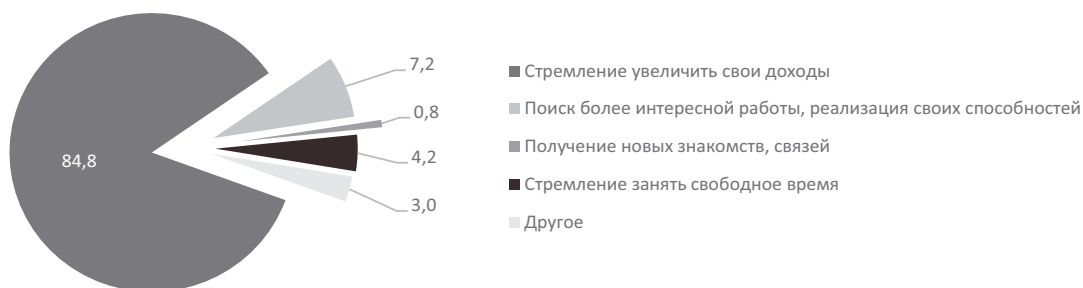 84,8
7,2
0,8
4,2
3,0
Стремление увеличить свои доходы
Поиск более интересной работы, реализация своих способностей
Получение новых знакомств, связей
Стремление занять свободное время
Другое